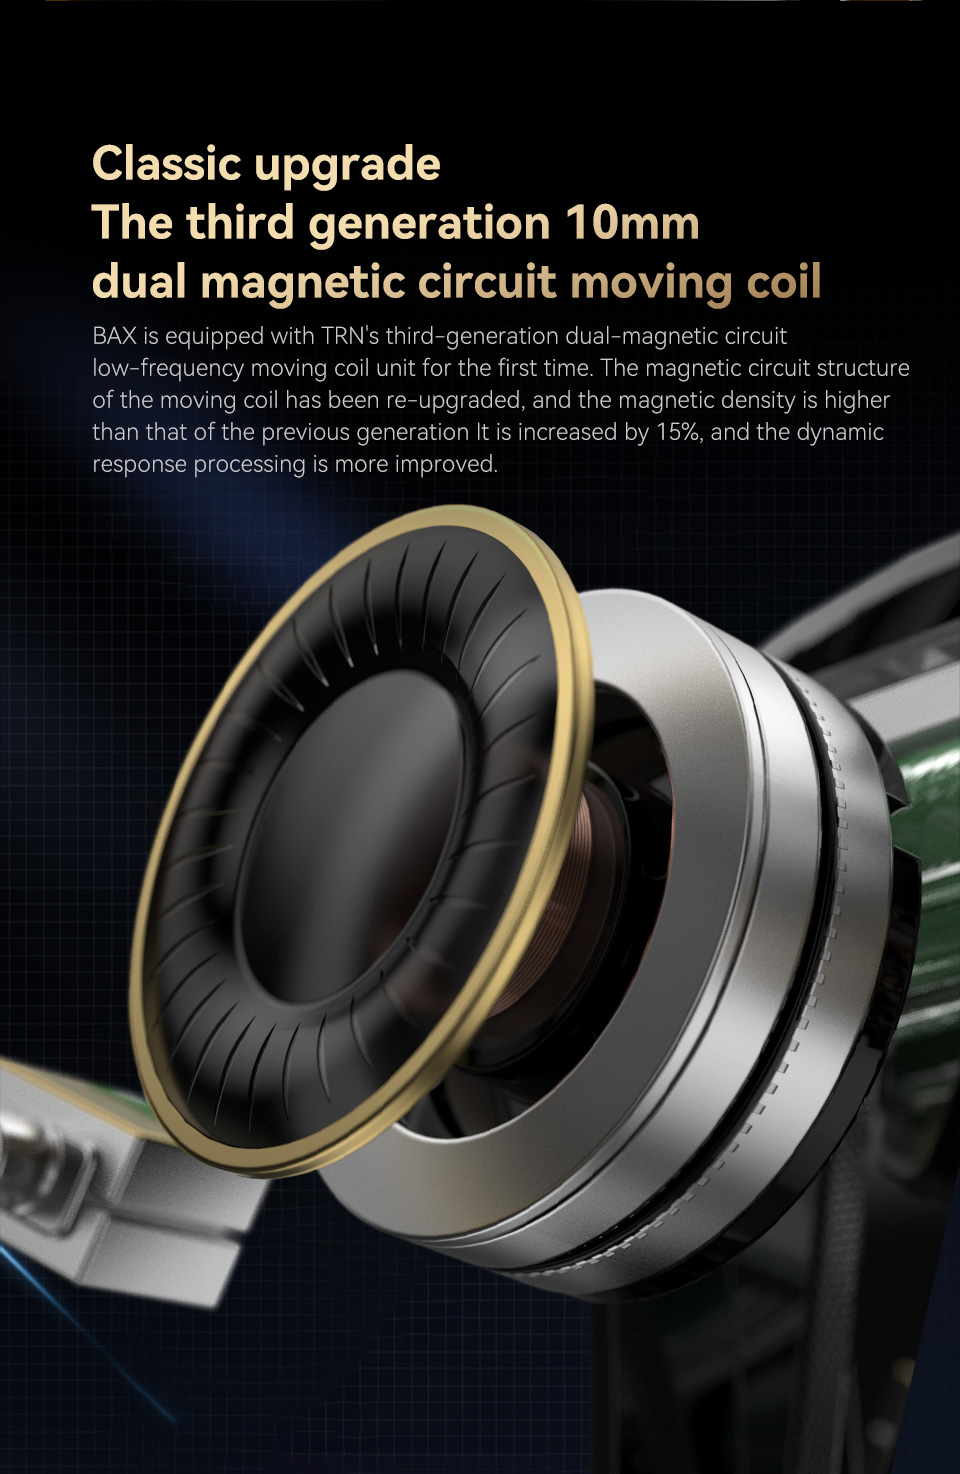 Classic upgrade
The third generation 10mm
dual magnetic circuit moving coil
BAX is equipped with TRN's third-generation dual-magnetic circuit
low-frequency moving coil unit for the first time. The magnetic circuit structure
of the moving coil has been re-upgraded, and the magnetic density is higher
than that of the previous generation It is increased by 15%, and the dynamic
response processing is more improved.